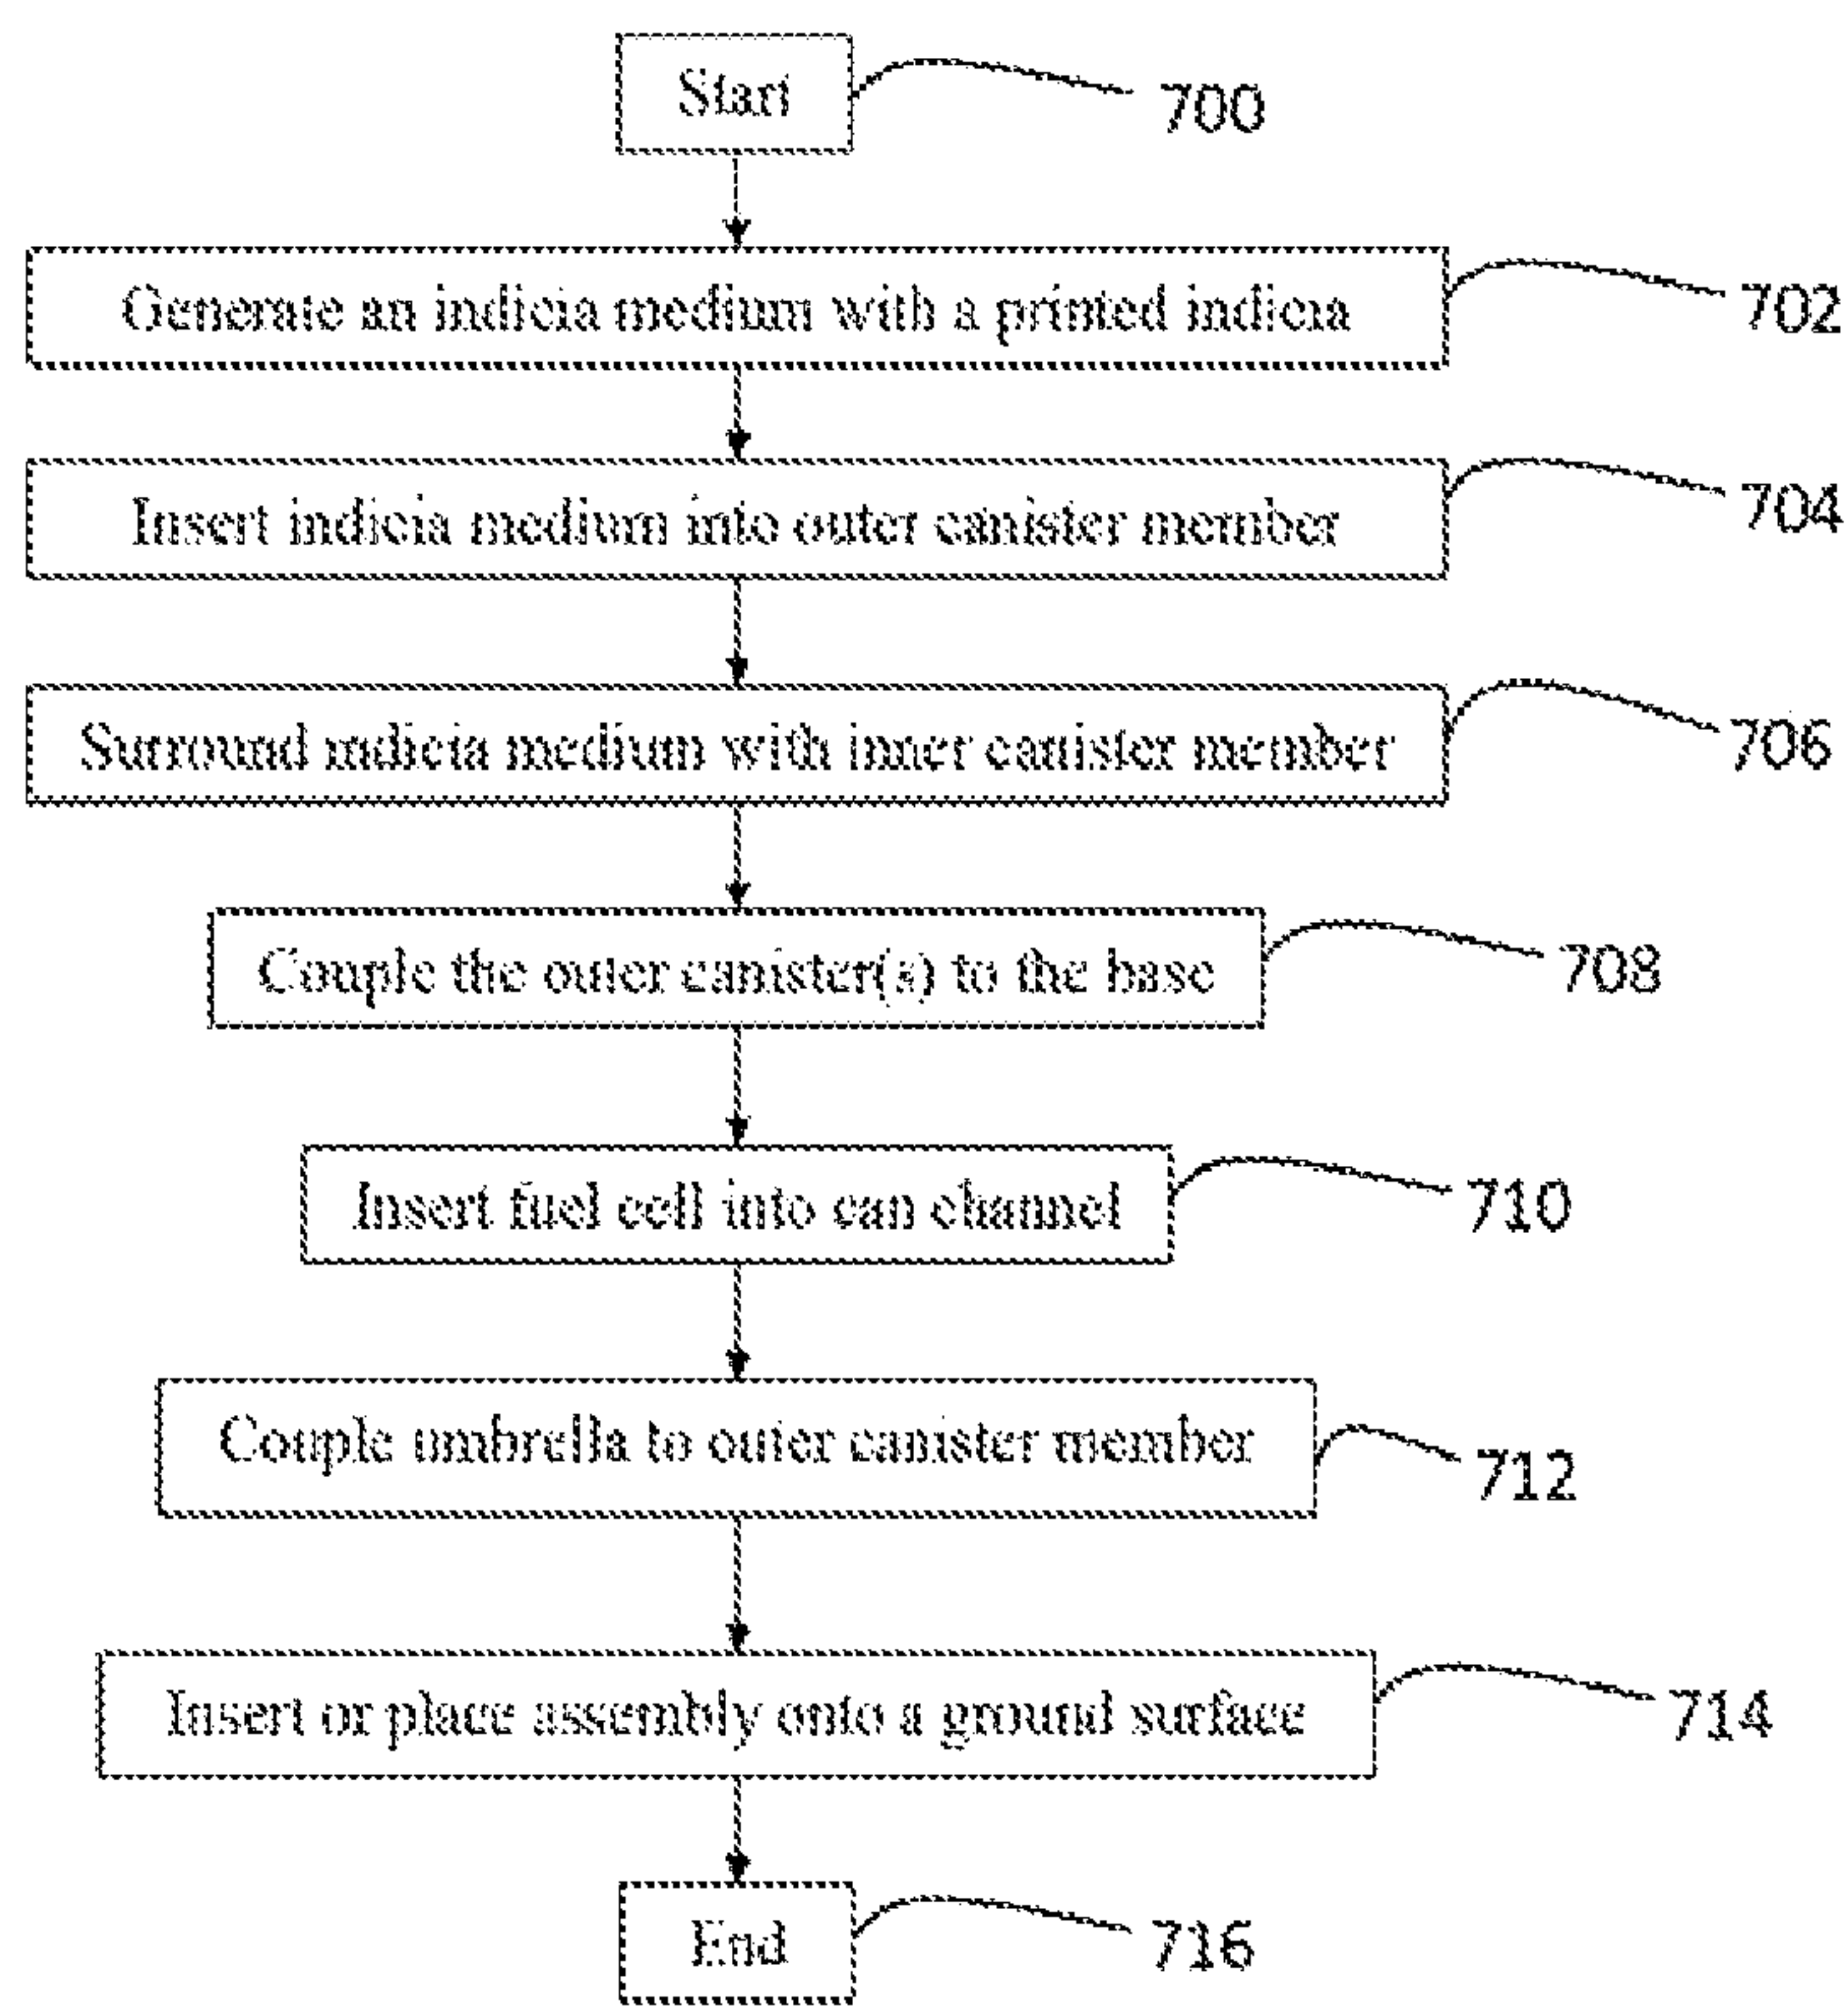 Start
700
Generate an indicia medium with a printed indicia
702
Insert indicia medium into outer canister member
704
Surround indicia medium with inner canister member
706
Couple the outer canister(s) to the base
708
Insert fuel cell into can channel
710
Couple umbrella to outer canister member
712
Insert or place assembly onto a ground surface
714
End
716